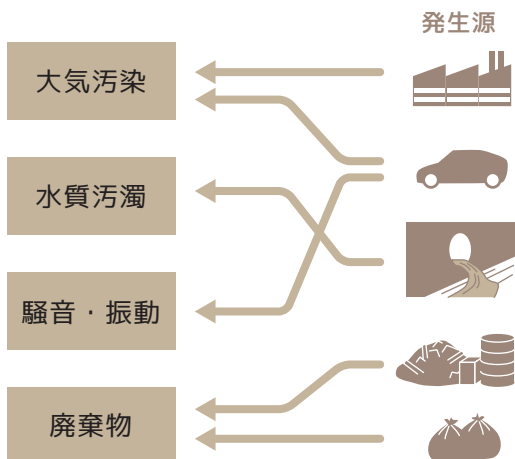 発生源
大気汚染
水質汚濁
騒音・振動
廃棄物